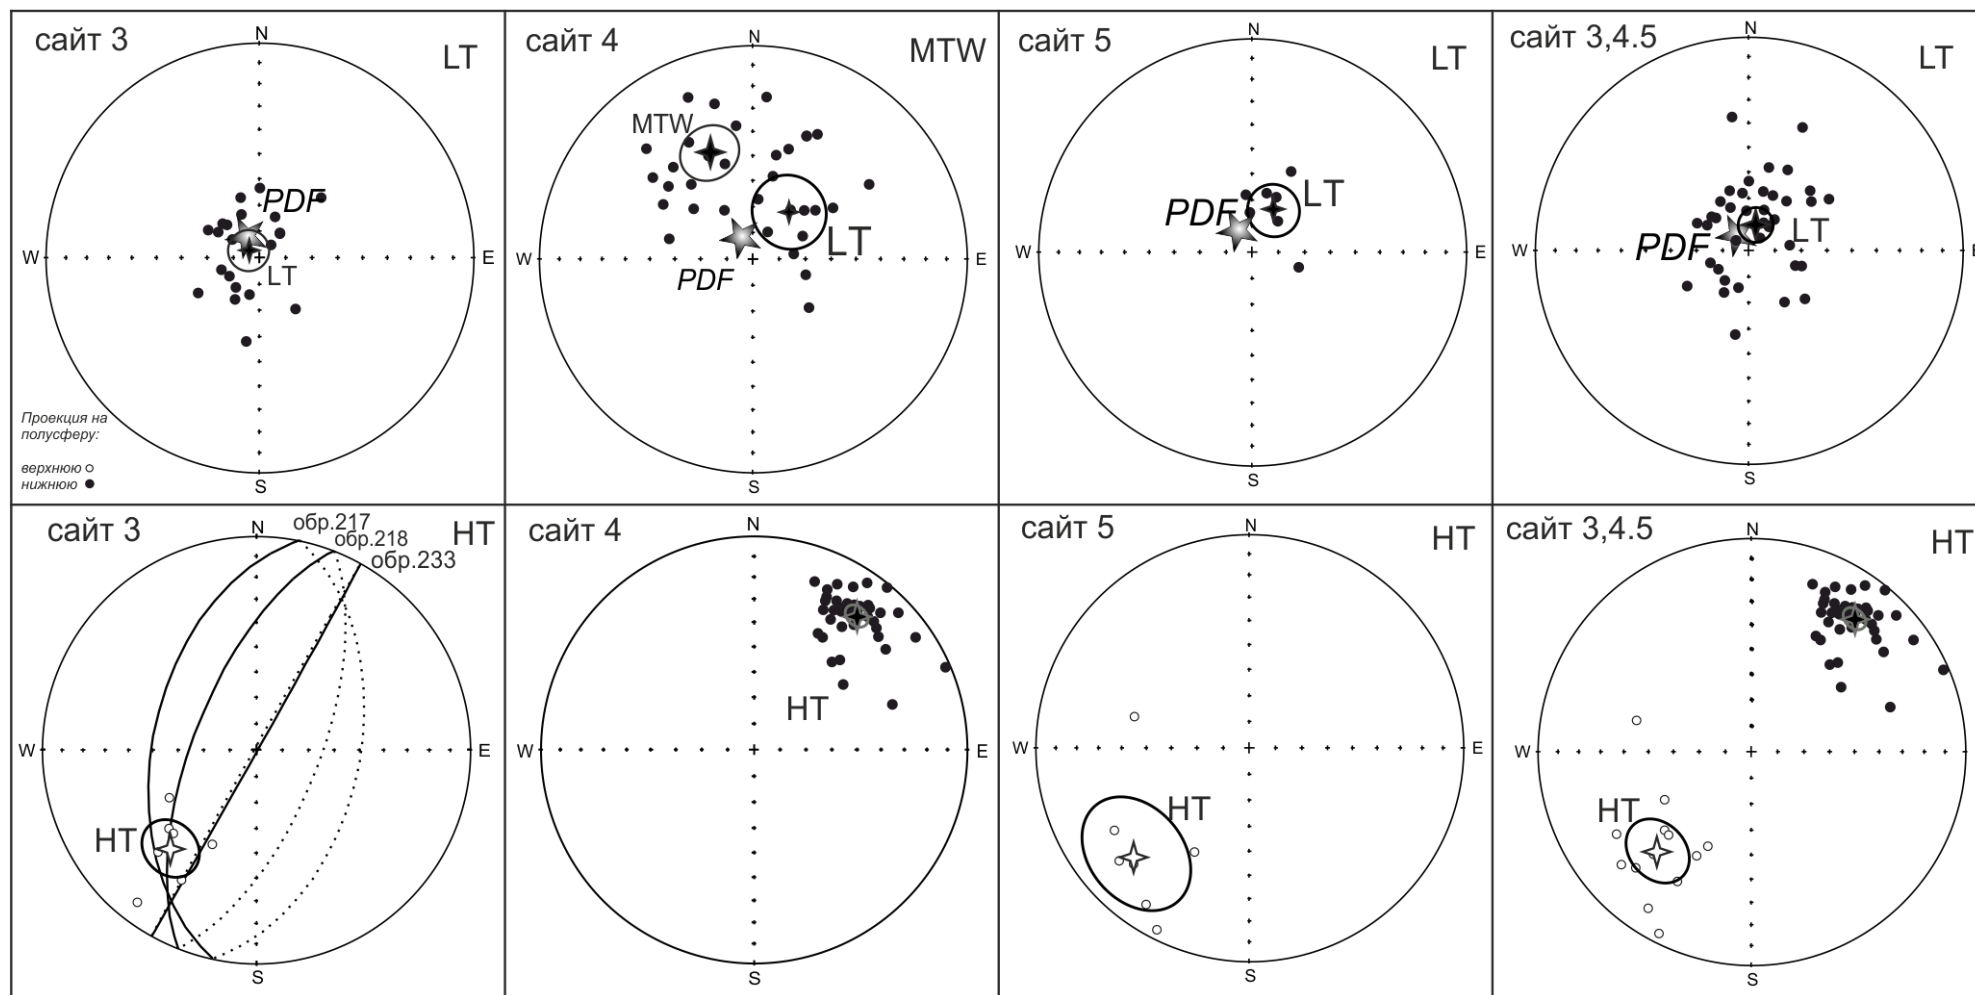 сайт 3
N
LT
PDF
W
E
LT
Проекция на
полусферу:
верхнюю
нижнюю
S
сайт 4
N
MTW
MTW
LT
PDF
W
E
S
сайт 5
N
LT
PDF
LT
W
E
S
сайт 3,4.5
N
LT
PDF
LT
W
E
S
сайт 3
N
обр.217
обр.218
обр.233
HT
W
E
HT
S
сайт 4
N
HT
W
E
S
сайт 5
N
HT
W
E
HT
S
сайт 3,4.5
N
HT
W
E
HT
S